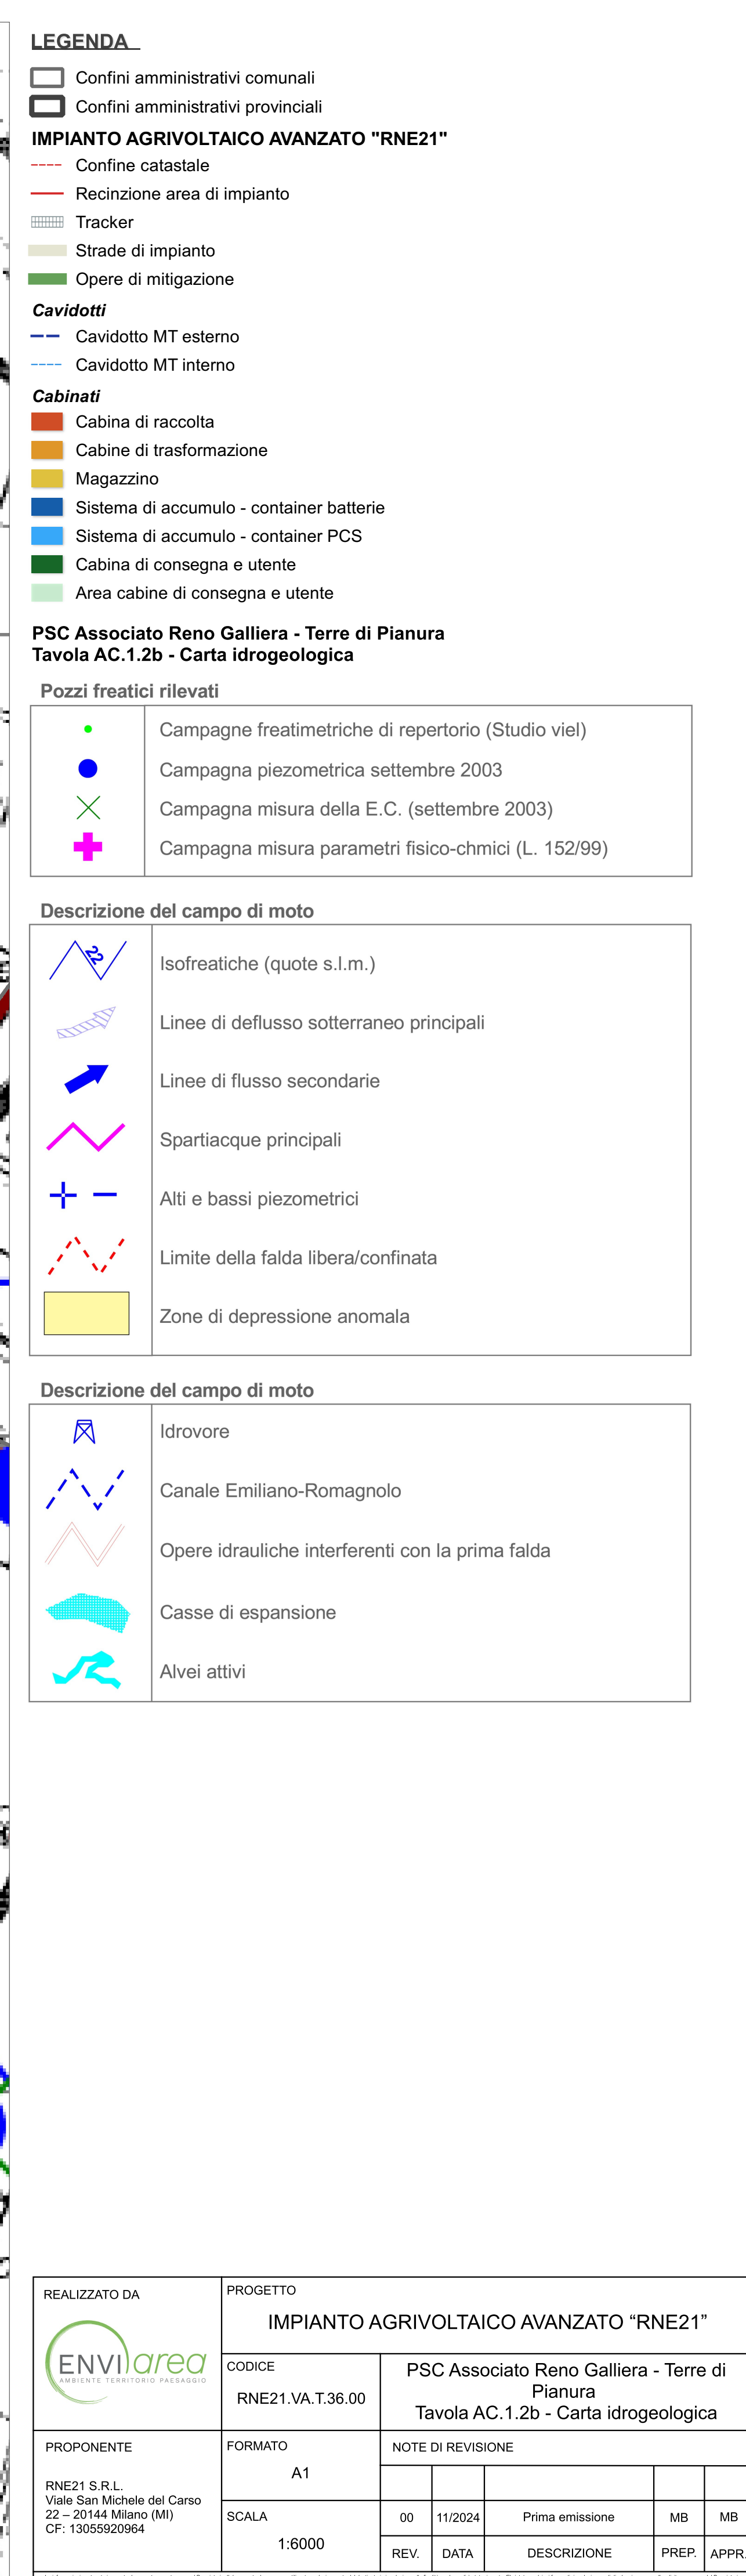 LEGENDA
Confini amministrativi comunali
Confini amministrativi provinciali
IMPIANTO AGRIVOLTAICO AVANZATO "RNE21"
Confine catastale
Recinzione area di impianto
Tracker
Strade di impianto
Opere di mitigazione
Cavidotti
Cavidotto MT esterno
Cavidotto MT interno
Cabinati
Cabina di raccolta
Cabine di trasformazione
Magazzino
Sistema di accumulo - container batterie
Sistema di accumulo - container PCS
Cabina di consegna e utente
Area cabine di consegna e utente
PSC Associato Reno Galliera - Terre di Pianura
Tavola AC.1.2b - Carta idrogeologica
Pozzi freatici rilevati
Campagne freatimetriche di repertorio (Studio viel)
Campagna piezometrica settembre 2003
Campagna misura della E.C. (settembre 2003)
Campagna misura parametri fisico-chmici (L. 152/99)
Descrizione del campo di moto
22
Isofreatiche (quote s.l.m.)
Linee di deflusso sotterraneo principali
Linee di flusso secondarie
Spartiacque principali
Alti e bassi piezometrici
Limite della falda libera/confinata
Zone di depressione anomala
Descrizione del campo di moto
Idrovore
Canale Emiliano-Romagnolo
Opere idrauliche interferenti con la prima falda
Casse di espansione
Alvei attivi
REALIZZATO DA
ENVIarea
AMBIENTE TERRITORIO PAESAGGIO
PROGETTO
IMPIANTO AGRIVOLTAICO AVANZATO “RNE21”
CODICE
RNE21.VA.T.36.00
PSC Associato Reno Galliera - Terre di
Pianura
Tavola AC.1.2b - Carta idrogeologica
PROPONENTE
RNE21 S.R.L.
Viale San Michele del Carso
22 – 20144 Milano (MI)
CF: 13055920964
FORMATO
A1
SCALA
1:6000
NOTE DI REVISIONE
00 11/2024 Prima emissione MB MB
REV. DATA DESCRIZIONE PREP. APPR.